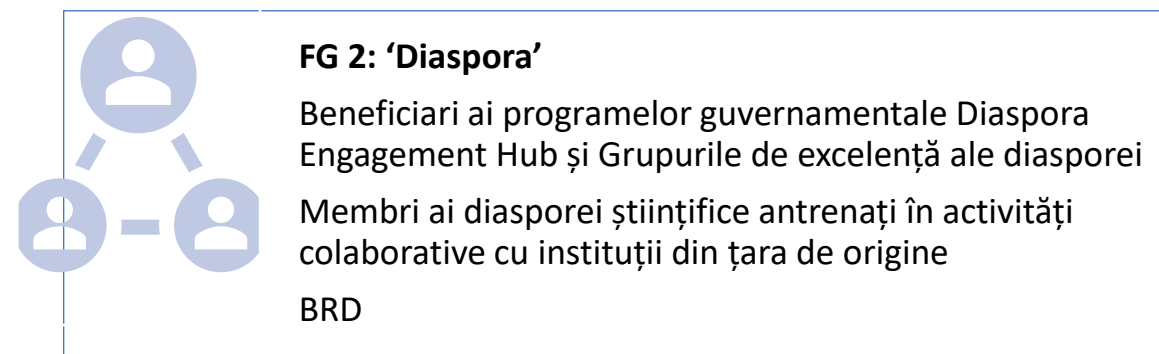 FG 2: ‘Diaspora’
Beneficiari ai programelor guvernamentale Diaspora
Engagement Hub și Grupurile de excelență ale diasporei
Membri ai diasporei științifice antrenați în activități
colaborative cu instituții din țara de origine
BRD